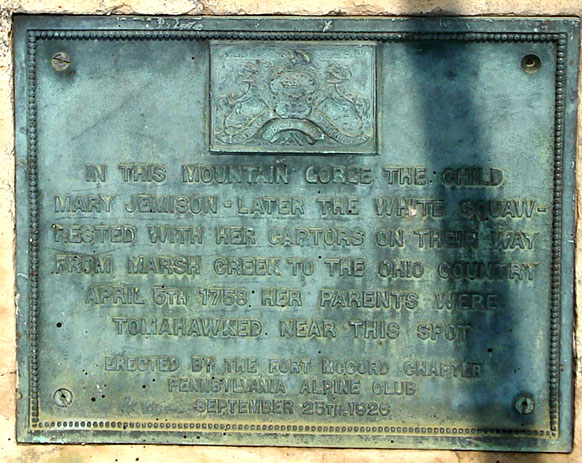 IN THIS MOUNTAIN GORGE THE CHILD
MARY JEMISON - LATER THE WHITE SQUAW -
RESTED WITH HER CAPTORS ON THEIR WAY
FROM MARSH CREEK TO THE OHIO COUNTRY
APRIL 5TH 1758. HER PARENTS WERE
TOMAHAWKED NEAR THIS SPOT
ERECTED BY THE FORT MCCORD CHAPTER
PENNSYLVANIA ALPINE CLUB
SEPTEMBER 25TH. 1926